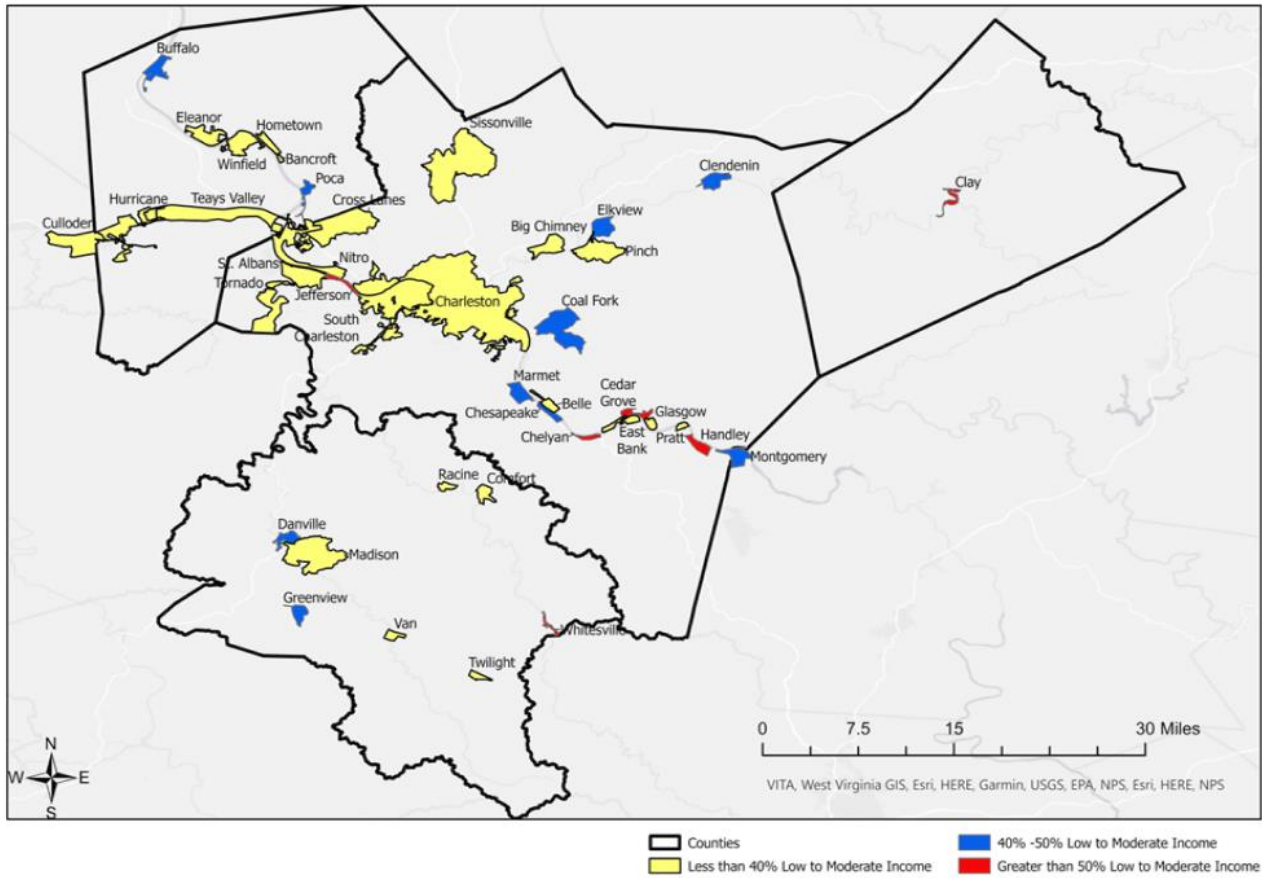 Buffalo
Eleanor
Hometown
Winfield
Bancroft
Poca
Sissonville
Clendenin
Clay
Hurricane
Teays Valley
Cross Lanes
Culloden
Big Chimney
Elkview
Pinch
St. Albans
Nitro
Tornado
Jefferson
Charleston
South
Charleston
Coal Fork
Marmet
Cedar
Grove
Chesapeake
Belle
Glasgow
Chelyan
East
Bank
Pratt
Handley
Montgomery
Racine
Comfort
Danville
Madison
Greenview
Van
Whitesville
Twilight
0 7.5 15 30 Miles
N
W E
S
VITA, West Virginia GIS, Esri, HERE, Garmin, USGS, EPA, NPS, Esri, HERE, NPS
Counties
40% -50% Low to Moderate Income
Less than 40% Low to Moderate Income
Greater than 50% Low to Moderate Income